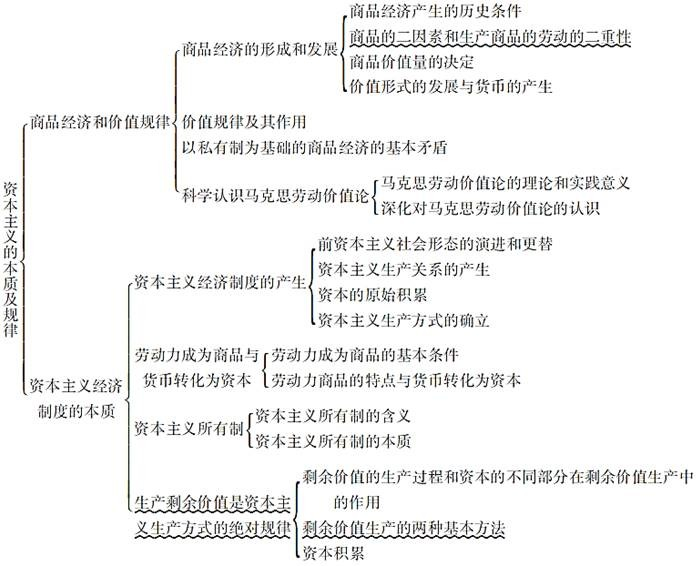 资本主义的本质及规律
商品经济和价值规律
商品经济的形成和发展
商品经济产生的历史条件
商品的二因素和生产商品的劳动的二重性
商品价值量的决定
价值形式的发展与货币的产生
价值规律及其作用
以私有制为基础的商品经济的基本矛盾
科学认识马克思劳动价值论
马克思劳动价值论的理论和实践意义
深化对马克思劳动价值论的认识
资本主义经济
制度的本质
资本主义经济制度的产生
前资本主义社会形态的演进和更替
资本主义生产关系的产生
资本的原始积累
资本主义生产方式的确立
劳动力成为商品与
货币转化为资本
劳动力成为商品的基本条件
劳动力商品的特点与货币转化为资本
资本主义所有制
资本主义所有制的含义
资本主义所有制的本质
生产剩余价值是资本主
义生产方式的绝对规律
剩余价值的生产过程和资本的不同部分在剩余价值生产中
的作用
剩余价值生产的两种基本方法
资本积累